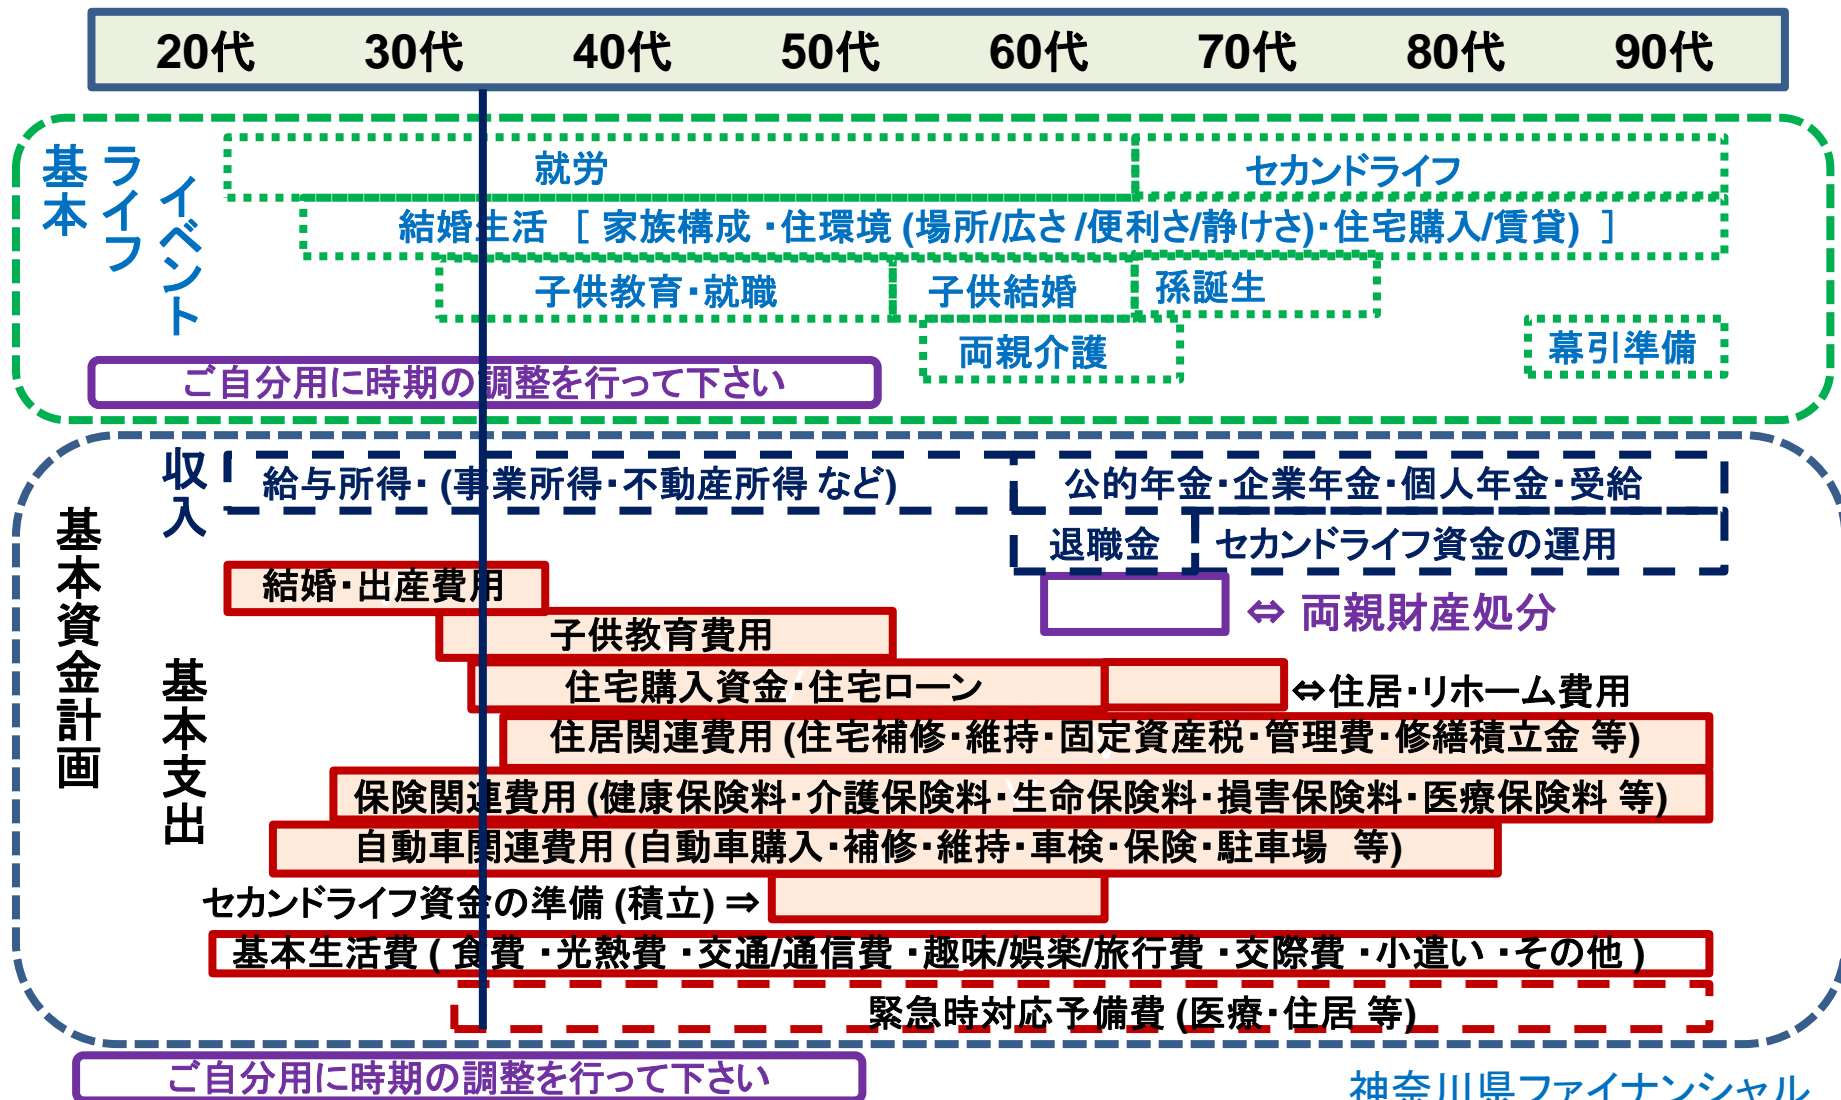 20代 30代 40代 50代 60代 70代 80代 90代
基本
ライフ
イベント
就労
セカンドライフ
結婚生活 [ 家族構成 ・住環境 (場所/広さ /便利さ/静けさ)・住宅購入/賃貸) ]
子供教育・就職
子供結婚
孫誕生
両親介護
幕引準備
ご自分用に時期の調整を行って下さい
基本資金計画
収入
給与所得・ (事業所得・不動産所得 など)
公的年金・企業年金・個人年金・受給
退職金
セカンドライフ資金の運用
⇔ 両親財産処分
基本支出
結婚・出産費用
子供教育費用
住宅購入資金・住宅ローン
⇔住居・リホーム費用
住居関連費用 (住宅補修・維持・固定資産税・管理費・修繕積立金 等)
保険関連費用 (健康保険料・介護保険料・生命保険料・損害保険料・医療保険料 等)
自動車関連費用 (自動車購入・補修・維持・車検・保険・駐車場 等)
セカンドライフ資金の準備 (積立) ⇒
基本生活費 ( 食費 ・光熱費 ・交通/通信費 ・趣味/娯楽/旅行費 ・交際費 ・小遣い ・その他 )
緊急時対応予備費 (医療・住居 等)
ご自分用に時期の調整を行って下さい
神奈川県ファイナンシャル